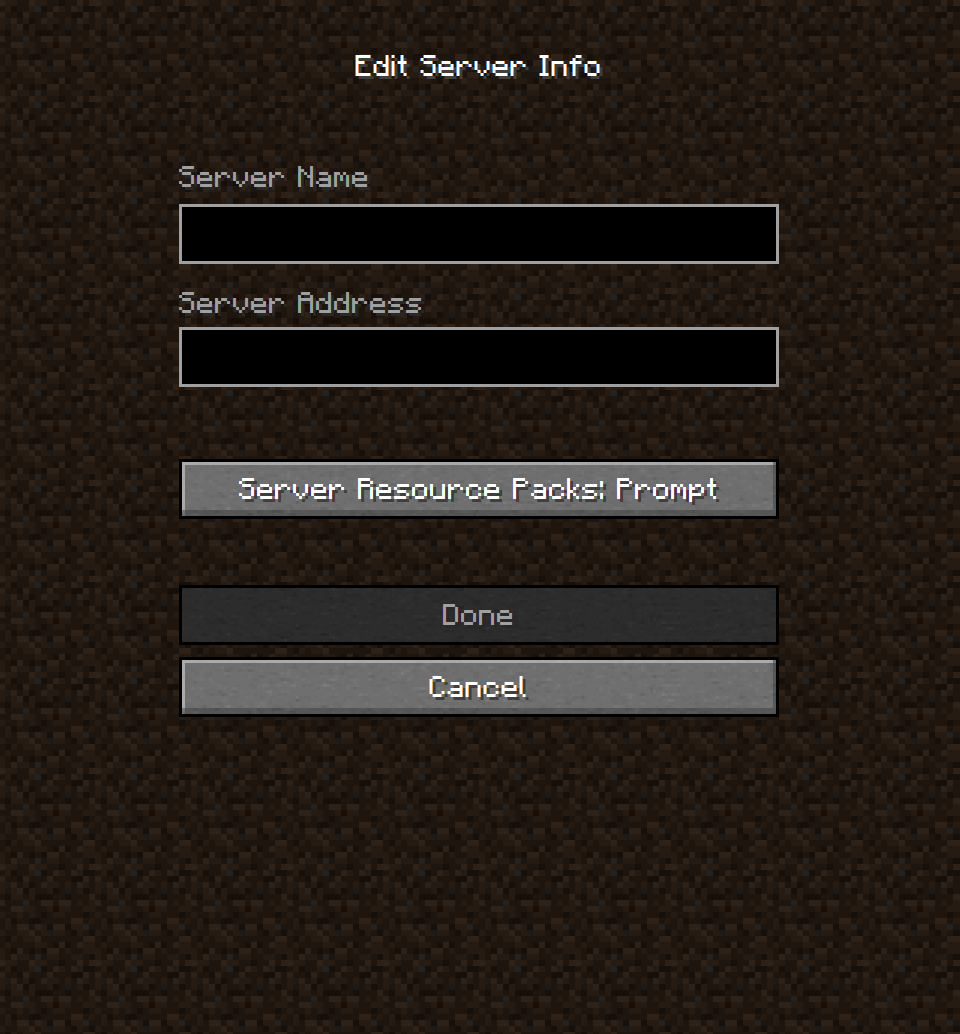 Edit Server Info
Server Name
Server Address
Server Resource Packs: Prompt
Done
Cancel